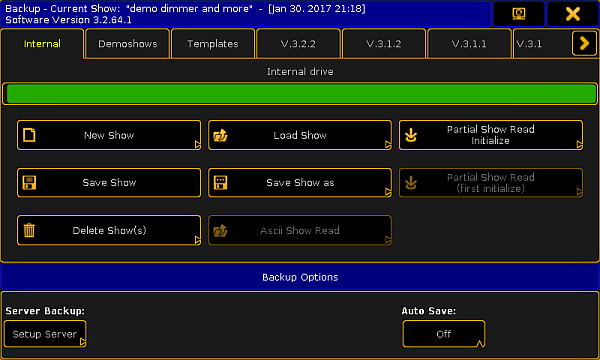 Backup - Current Show: "demo dimmer and more" - [Jan 30. 2017 21:18]
Software Version 3.2.64.1
Internal Demoshows Templates V.3.2.2 V.3.1.2 V.3.1.1 V.3.1
Internal drive
New Show
Load Show
Partial Show Read
Initialize
Save Show
Save Show as
Partial Show Read
(first initialize)
Delete Show(s)
Ascii Show Read
Backup Options
Server Backup:
Auto Save:
Setup Server
Off